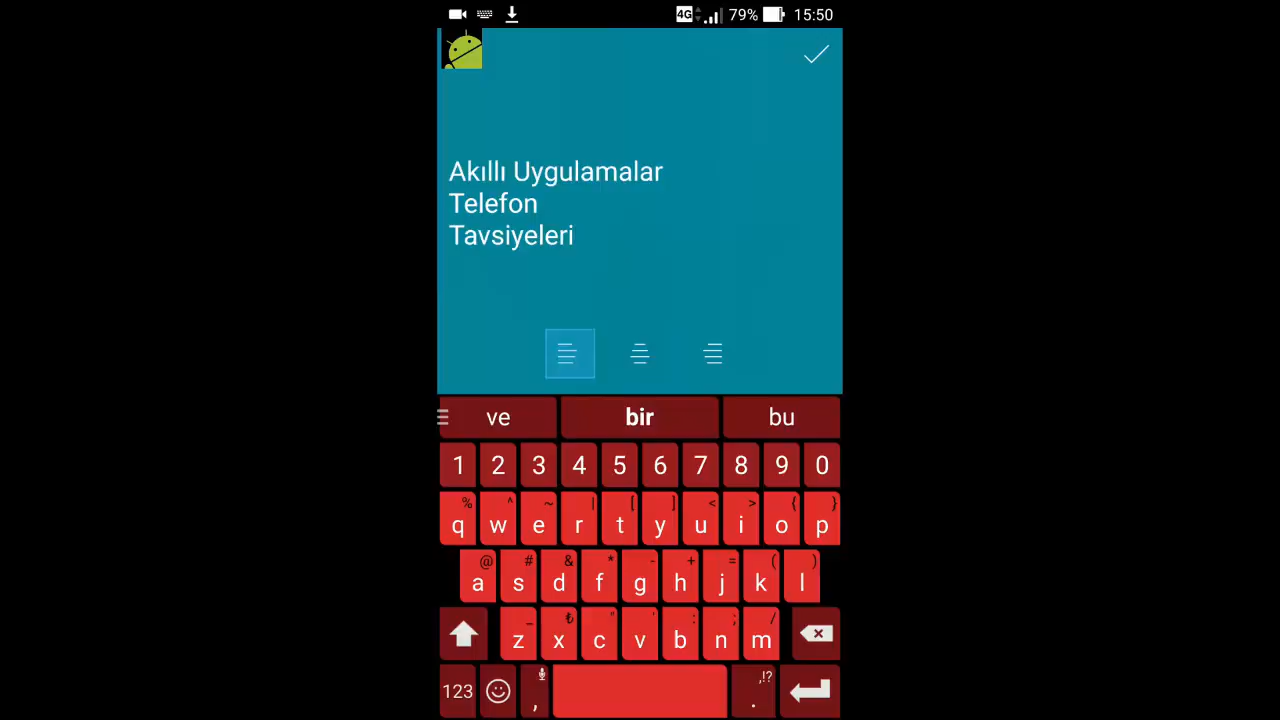 4G 79% 15:50
Akıllı Uygulamalar
Telefon
Tavsiyeleri
ve bir bu
1 2 3 4 5 6 7 8 9 0
% ^ ~ | [ ] < > { }
q w e r t y u i o p
@ # & * - + = ( )
a s d f g h j k l
_ ₺ " ' : ; /
z x c v b n m
,!?
123 , .